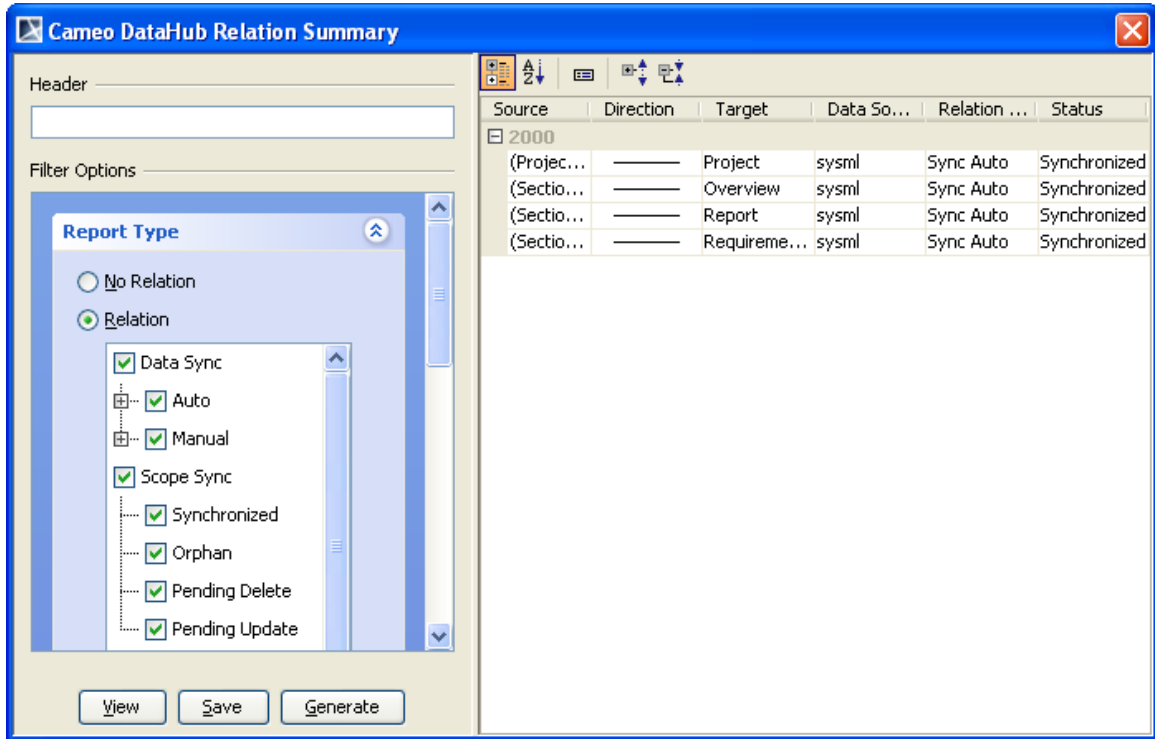 Cameo DataHub Relation Summary
Header
Filter Options
Report Type
No Relation
Relation
Data Sync
Auto
Manual
Scope Sync
Synchronized
Orphan
Pending Delete
Pending Update
View Save Generate
Source Direction Target Data So... Relation ... Status
2000
(Projec... Project sysml Sync Auto Synchronized
(Sectio... Overview sysml Sync Auto Synchronized
(Sectio... Report sysml Sync Auto Synchronized
(Sectio... Requireme... sysml Sync Auto Synchronized